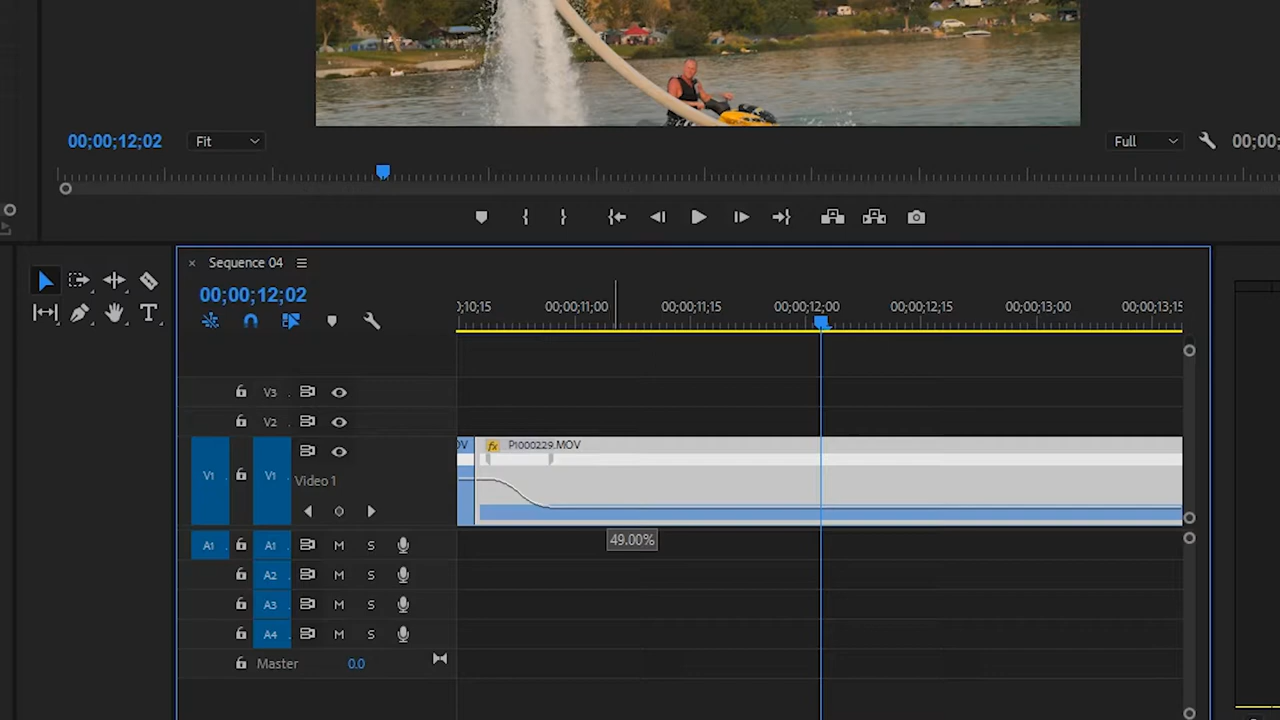 00;00;12;02
Fit
Full
00;00;
Sequence 04
00;00;12;02
;10;15
00;00;11;00
00;00;11;15
00;00;12;00
00;00;12;15
00;00;13;00
00;00;13;15
V3
V2
OV
fx P1000229.MOV
V1
V1
Video 1
49.00%
A1
A1
M
S
A2
M
S
A3
M
S
A4
M
S
Master
0.0
T